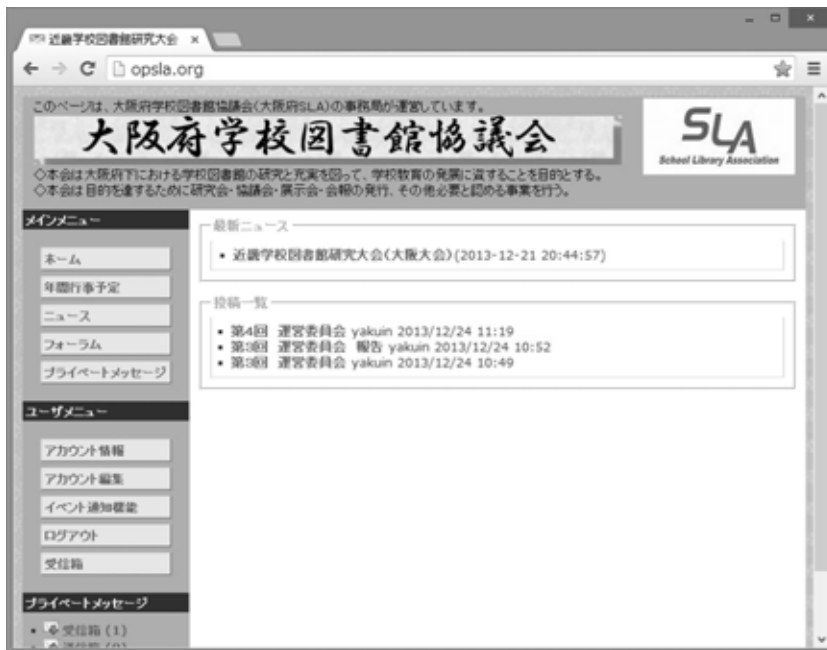 近畿学校図書館研究大会 ×
opsla.org
このページは、大阪府学校図書館協議会(大阪府SLA)の事務局が運営しています。
大阪府学校図書館協議会
SLA
School Library Association
◇本会は大阪府下における学校図書館の研究と充実を図って、学校教育の発展に資することを目的とする。
◇本会は目的を達するために研究会・協議会・展示会・会報の発行、その他必要と認める事業を行う。
メインメニュー
ホーム
年間行事予定
ニュース
フォーラム
プライベートメッセージ
ユーザメニュー
アカウント情報
アカウント編集
イベント通知機能
ログアウト
受信箱
プライベートメッセージ
受信箱 (1)
最新ニュース
• 近畿学校図書館研究大会(大阪大会)(2013-12-21 20:44:57)
投稿一覧
• 第4回 運営委員会 yakuin 2013/12/24 11:19
• 第3回 運営委員会 報告 yakuin 2013/12/24 10:52
• 第3回 運営委員会 yakuin 2013/12/24 10:49